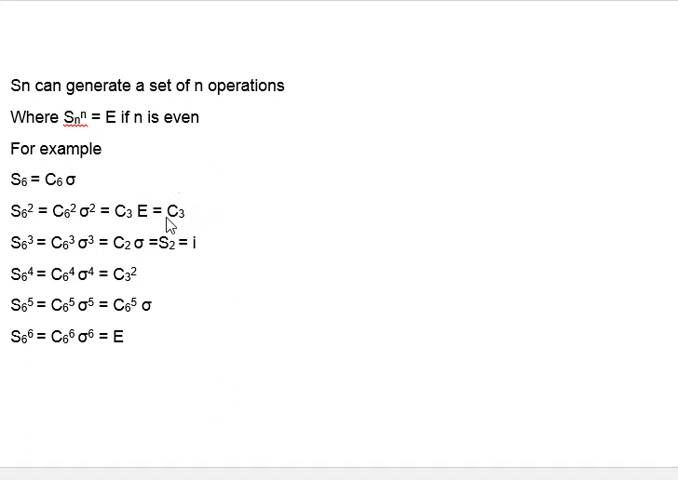 Sn can generate a set of n operations
Where Sₙⁿ = E if n is even
For example
S₆ = C₆ σ
S₆² = C₆² σ² = C₃ E = C₃
S₆³ = C₆³ σ³ = C₂ σ =S₂ = i
S₆⁴ = C₆⁴ σ⁴ = C₃²
S₆⁵ = C₆⁵ σ⁵ = C₆⁵ σ
S₆⁶ = C₆⁶ σ⁶ = E